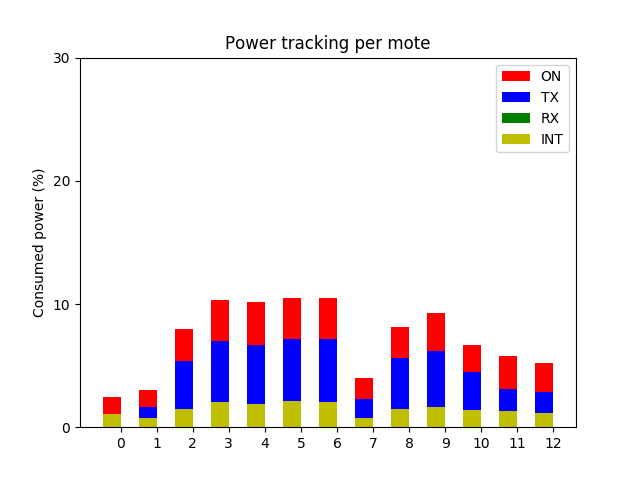 Power tracking per mote
30
20
10
0
Consumed power (%)
ON
TX
RX
INT
0 1 2 3 4 5 6 7 8 9 10 11 12